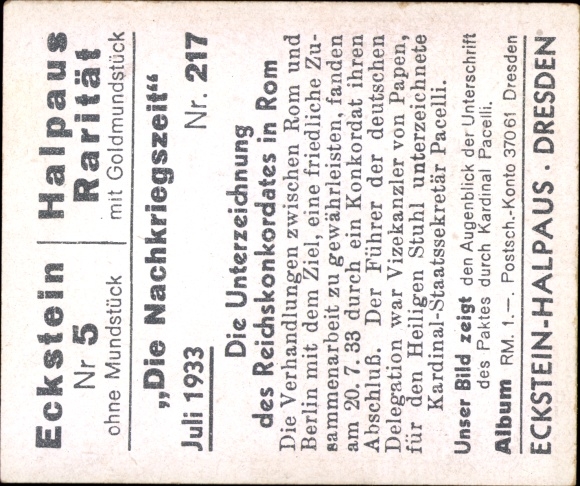 Eckstein
Nr 5
ohne Mundstück
Halpaus
Rarität
mit Goldmundstück
„Die Nachkriegszeit“
Juli 1933 Nr. 217
Die Unterzeichnung
des Reichskonkordates in Rom
Die Verhandlungen zwischen Rom und
Berlin mit dem Ziel, eine friedliche Zu-
sammenarbeit zu gewährleisten, fanden
am 20. 7. 33 durch ein Konkordat ihren
Abschluß. Der Führer der deutschen
Delegation war Vizekanzler von Papen,
für den Heiligen Stuhl unterzeichnete
Kardinal-Staatssekretär Pacelli.
Unser Bild zeigt den Augenblick der Unterschrift
des Paktes durch Kardinal Pacelli.
Album RM. 1.—. Postsch.-Konto 37061 Dresden
ECKSTEIN-HALPAUS · DRESDEN